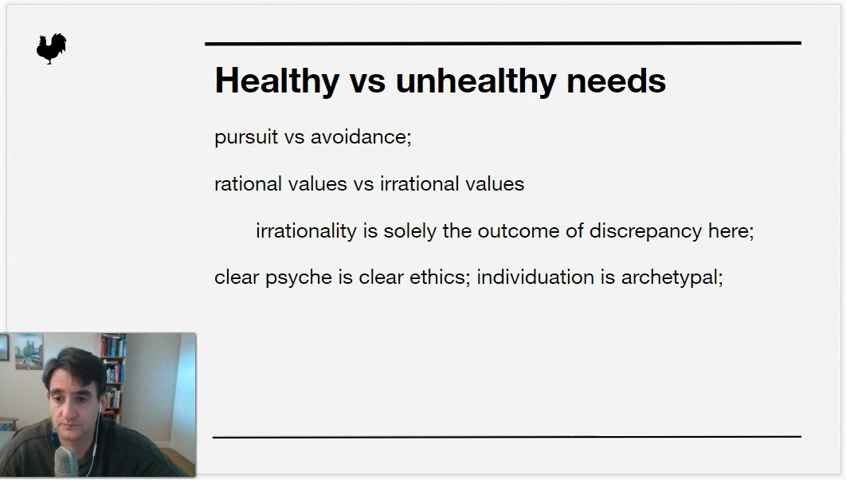 Healthy vs unhealthy needs
pursuit vs avoidance;
rational values vs irrational values
irrationality is solely the outcome of discrepancy here;
clear psyche is clear ethics; individuation is archetypal;